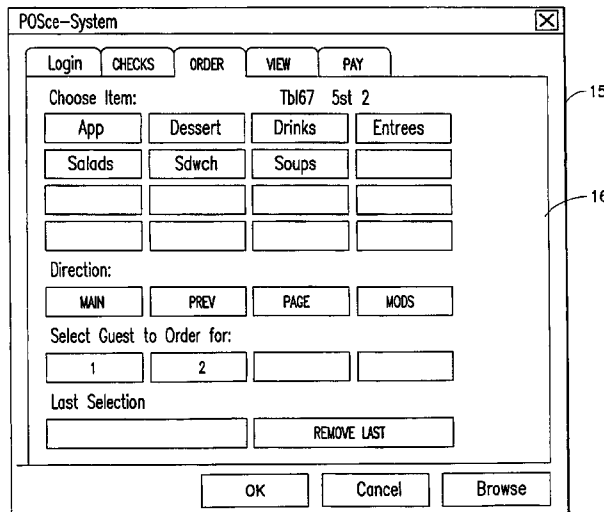 POSce-System
Login CHECKS ORDER VIEW PAY
Choose Item: Tbl67 5st 2
App Dessert Drinks Entrees
Salads Sdwch Soups
Direction:
MAIN PREV PAGE MODS
Select Guest to Order for:
1 2
Last Selection
REMOVE LAST
OK Cancel Browse
15
16